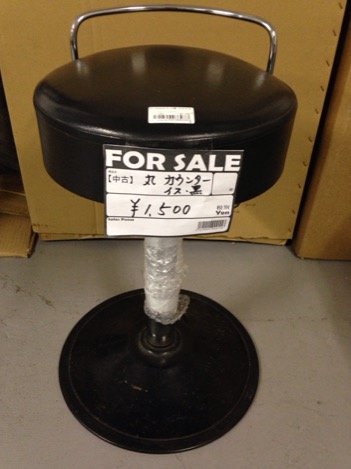 FOR SALE
【中古】 丸 カウンター
イス・黒
¥1,500
Yen